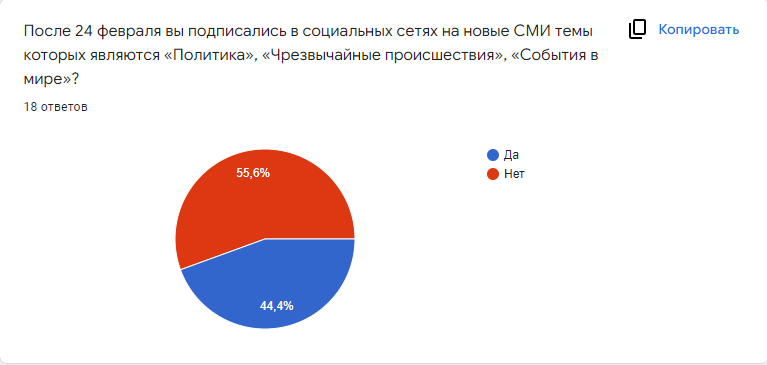 После 24 февраля вы подписались в социальных сетях на новые СМИ темы
которых являются «Политика», «Чрезвычайные происшествия», «События в
мире»?
Копировать
18 ответов
55,6%
44,4%
Да
Нет